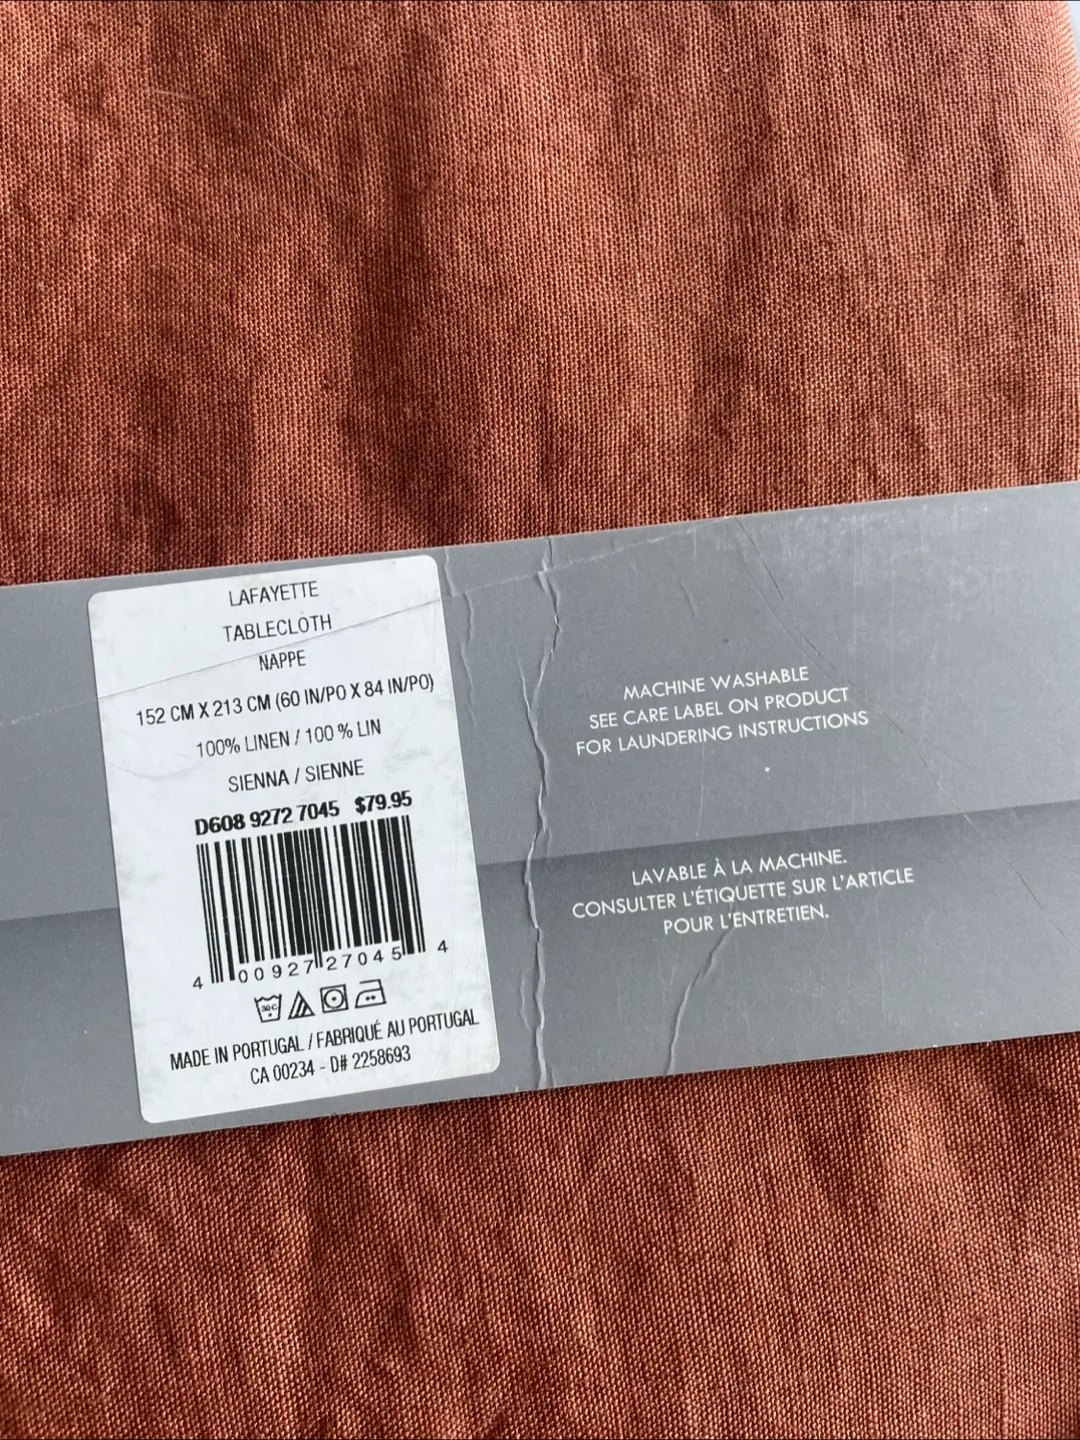 LAFAYETTE
TABLECLOTH
NAPPE
152 CM X 213 CM (60 IN/PO X 84 IN/PO)
100% LINEN / 100 % LIN
SIENNA / SIENNE
D608 9272 7045 $79.95
4 00927 27045 4
30C
MADE IN PORTUGAL / FABRIQUÉ AU PORTUGAL
CA 00234 - D# 2258693
MACHINE WASHABLE
SEE CARE LABEL ON PRODUCT
FOR LAUNDERING INSTRUCTIONS
LAVABLE À LA MACHINE.
CONSULTER L'ÉTIQUETTE SUR L'ARTICLE
POUR L'ENTRETIEN.